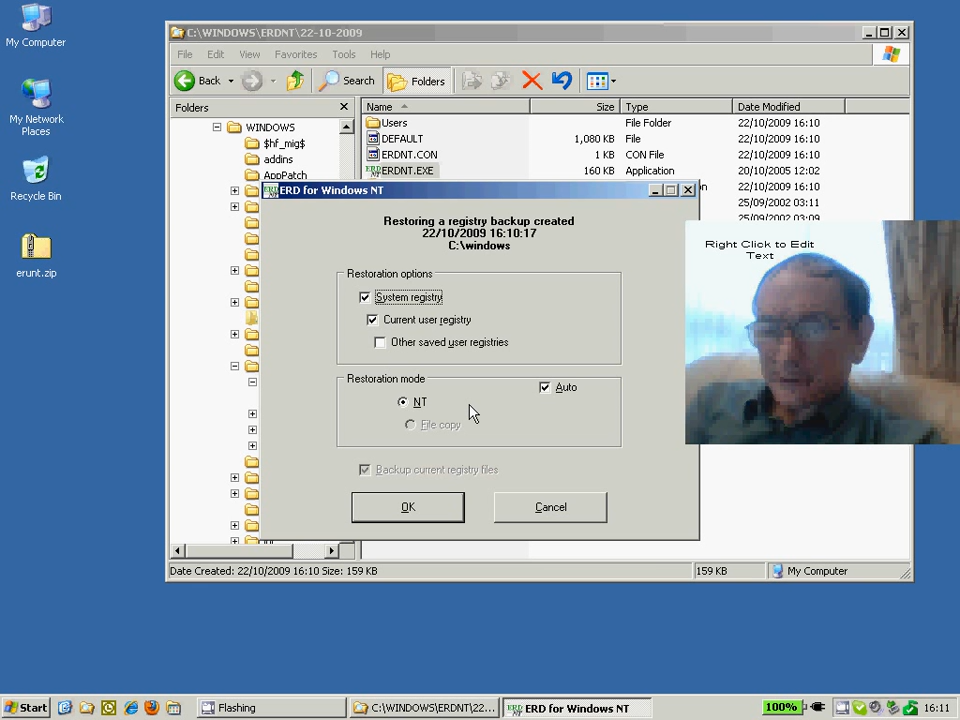 My Computer
My Network
Places
Recycle Bin
erunt.zip
C:\WINDOWS\ERDNT\22-10-2009
File Edit View Favorites Tools Help
Back Search Folders
Folders
WINDOWS
$hf_mig$
addins
AppPatch
Name Size Type Date Modified
Users File Folder 22/10/2009 16:10
DEFAULT 1,080 KB File 22/10/2009 16:10
ERDNT.CON 1 KB CON File 22/10/2009 16:10
ERDNT.EXE 160 KB Application 20/10/2005 12:02
22/10/2009 16:10
25/09/2002 03:11
25/09/2002 03:09
ERD for Windows NT
Restoring a registry backup created
22/10/2009 16:10:17
C:\windows
Restoration options
System registry
Current user registry
Other saved user registries
Restoration mode
Auto
NT
File copy
Backup current registry files
OK Cancel
Right Click to Edit
Text
Date Created: 22/10/2009 16:10 Size: 159 KB 159 KB My Computer
Start Flashing C:\WINDOWS\ERDNT\22... ERD for Windows NT 100% 16:11